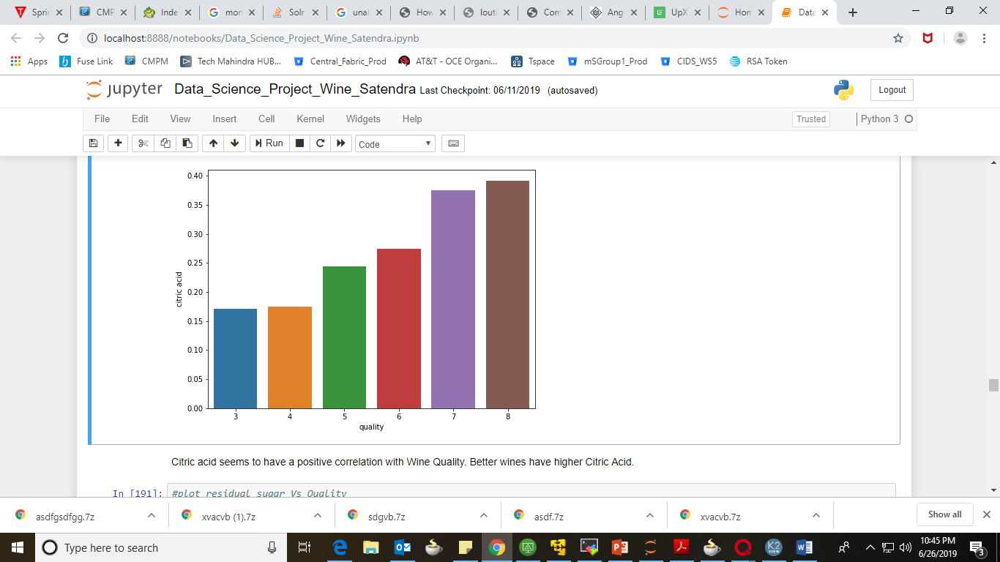 Sprin CMP Inde mon Solr unal How lout Com Ang UpX Hom Data
localhost:8888/notebooks/Data_Science_Project_Wine_Satendra.ipynb
Apps Fuse Link CMPM Tech Mahindra HUB... Central_Fabric_Prod AT&T - OCE Organi... Tspace mSGroup1_Prod CIDS_WS5 RSA Token
jupyter Data_Science_Project_Wine_Satendra Last Checkpoint: 06/11/2019 (autosaved) Logout
File Edit View Insert Cell Kernel Widgets Help Trusted Python 3
Run Code
0.40
0.35
0.30
0.25
0.20
0.15
0.10
0.05
0.00
citric acid
3 4 5 6 7 8
quality
Citric acid seems to have a positive correlation with Wine Quality. Better wines have higher Citric Acid.
In [191]: #plot residual sugar Vs Quality
asdfgsdfgg.7z xvacvb (1).7z sdgvb.7z asdf.7z xvacvb.7z Show all
Type here to search K2 VIEW 10:45 PM
6/26/2019 3